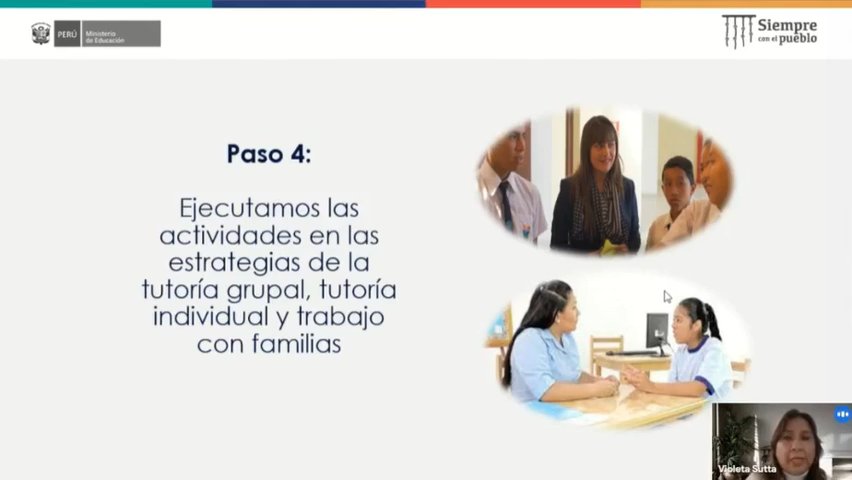 PERÚ
Ministerio
de Educación
Siempre
con el pueblo
Paso 4:
Ejecutamos las
actividades en las
estrategias de la
tutoría grupal, tutoría
individual y trabajo
con familias
Violeta Sutta